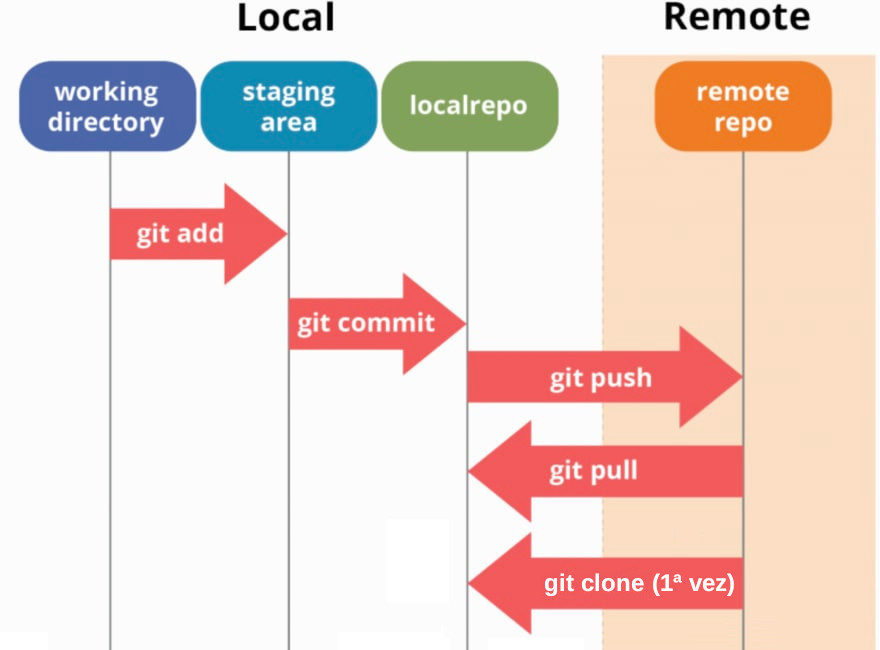 Local
Remote
working
directory
staging
area
localrepo
remote
repo
git add
git commit
git push
git pull
git clone (1ª vez)